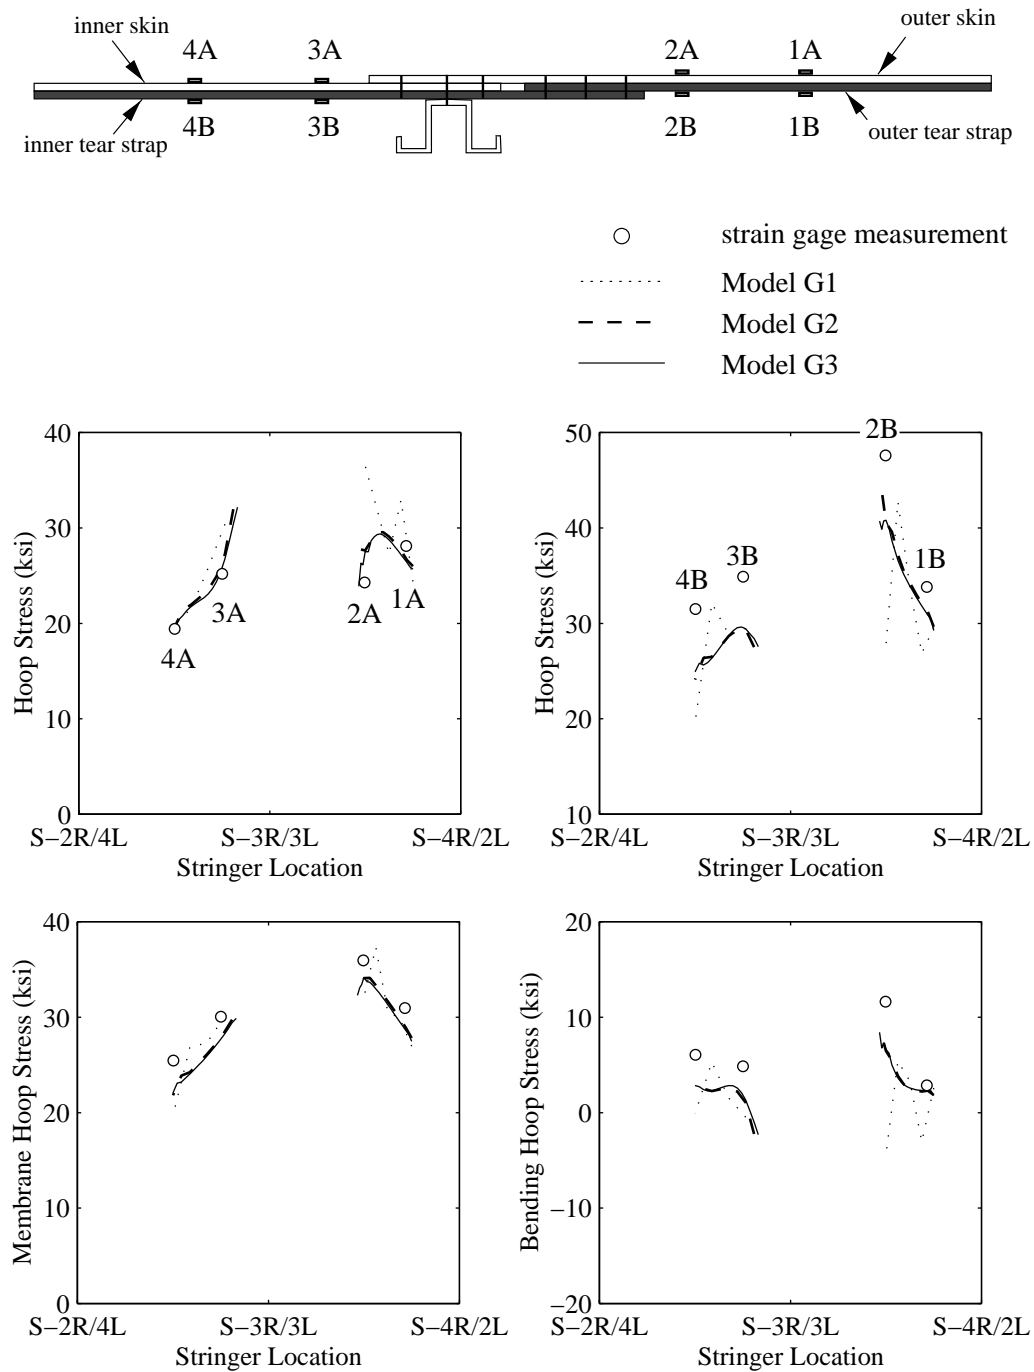 inner skin
outer skin
4A 3A 2A 1A
4B 3B 2B 1B
inner tear strap
outer tear strap
strain gage measurement
Model G1
Model G2
Model G3
40
30
20
10
0
Hoop Stress (ksi)
4A
3A
2A
1A
S−2R/4L S−3R/3L S−4R/2L
Stringer Location
50
40
30
20
10
Hoop Stress (ksi)
4B
3B
2B
1B
S−2R/4L S−3R/3L S−4R/2L
Stringer Location
40
30
20
10
0
Membrane Hoop Stress (ksi)
S−2R/4L S−3R/3L S−4R/2L
Stringer Location
20
10
0
−10
−20
Bending Hoop Stress (ksi)
S−2R/4L S−3R/3L S−4R/2L
Stringer Location